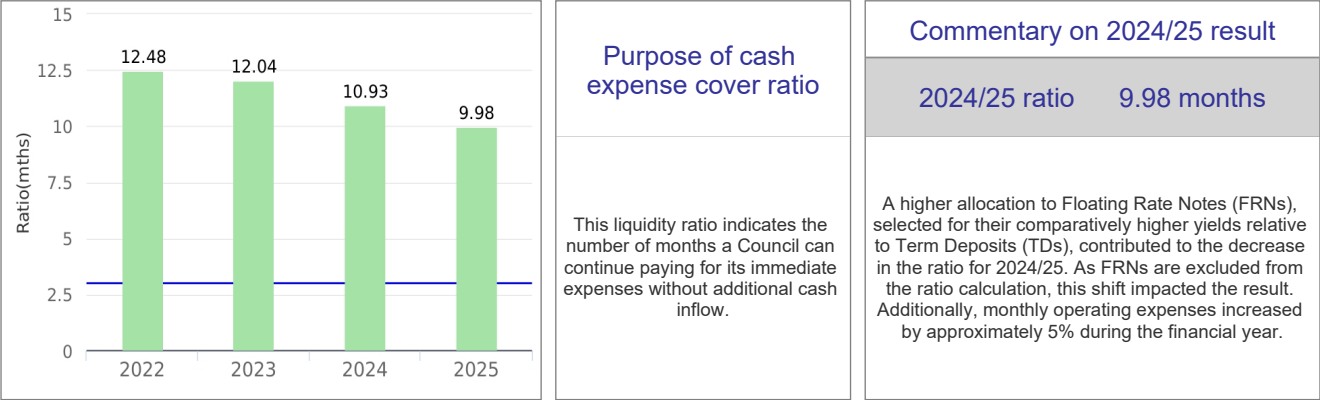 15
12.5
10
7.5
5
2.5
0
Ratio(mths)
12.48
12.04
10.93
9.98
2022
2023
2024
2025
Purpose of cash
expense cover ratio
This liquidity ratio indicates the
number of months a Council can
continue paying for its immediate
expenses without additional cash
inflow.
Commentary on 2024/25 result
2024/25 ratio 9.98 months
A higher allocation to Floating Rate Notes (FRNs),
selected for their comparatively higher yields relative
to Term Deposits (TDs), contributed to the decrease
in the ratio for 2024/25. As FRNs are excluded from
the ratio calculation, this shift impacted the result.
Additionally, monthly operating expenses increased
by approximately 5% during the financial year.